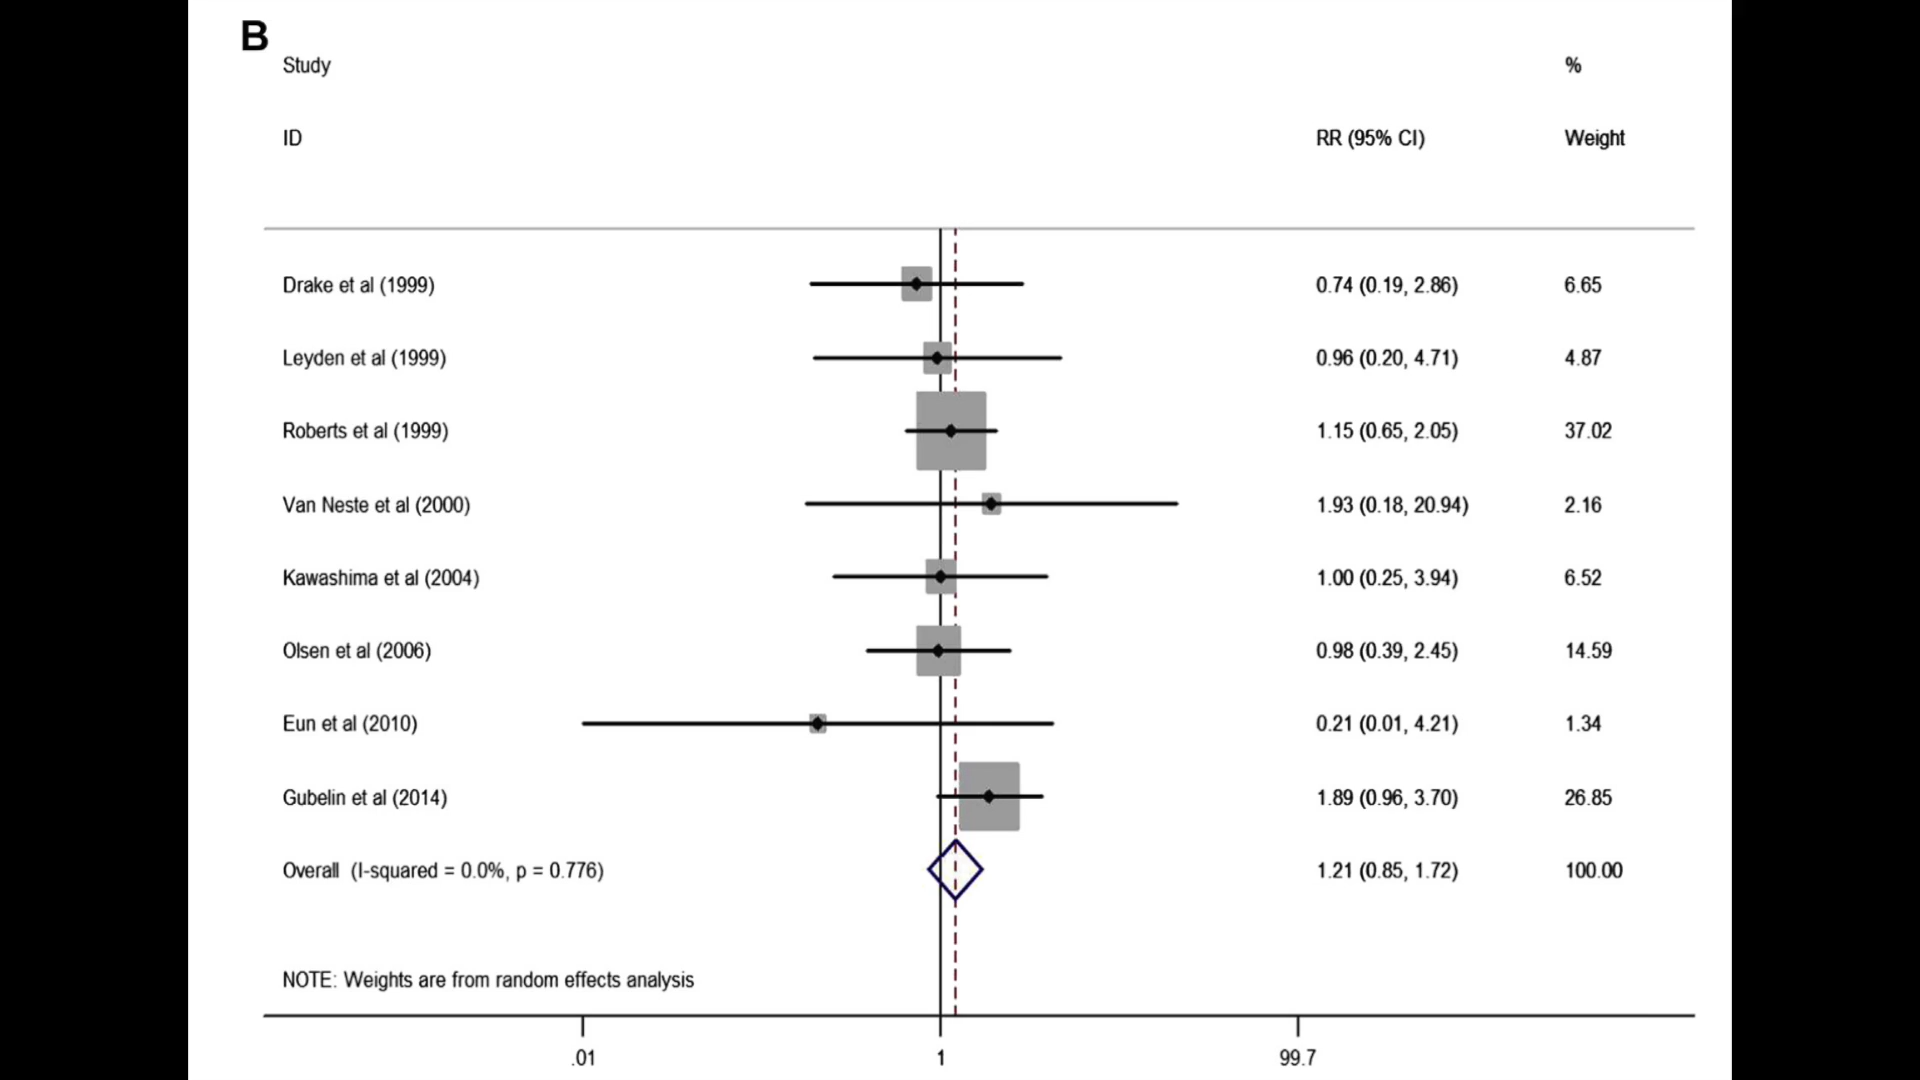 B
Study %
ID RR (95% CI) Weight
Drake et al (1999) 0.74 (0.19, 2.86) 6.65
Leyden et al (1999) 0.96 (0.20, 4.71) 4.87
Roberts et al (1999) 1.15 (0.65, 2.05) 37.02
Van Neste et al (2000) 1.93 (0.18, 20.94) 2.16
Kawashima et al (2004) 1.00 (0.25, 3.94) 6.52
Olsen et al (2006) 0.98 (0.39, 2.45) 14.59
Eun et al (2010) 0.21 (0.01, 4.21) 1.34
Gubelin et al (2014) 1.89 (0.96, 3.70) 26.85
Overall (I-squared = 0.0%, p = 0.776) 1.21 (0.85, 1.72) 100.00
NOTE: Weights are from random effects analysis
.01 1 99.7